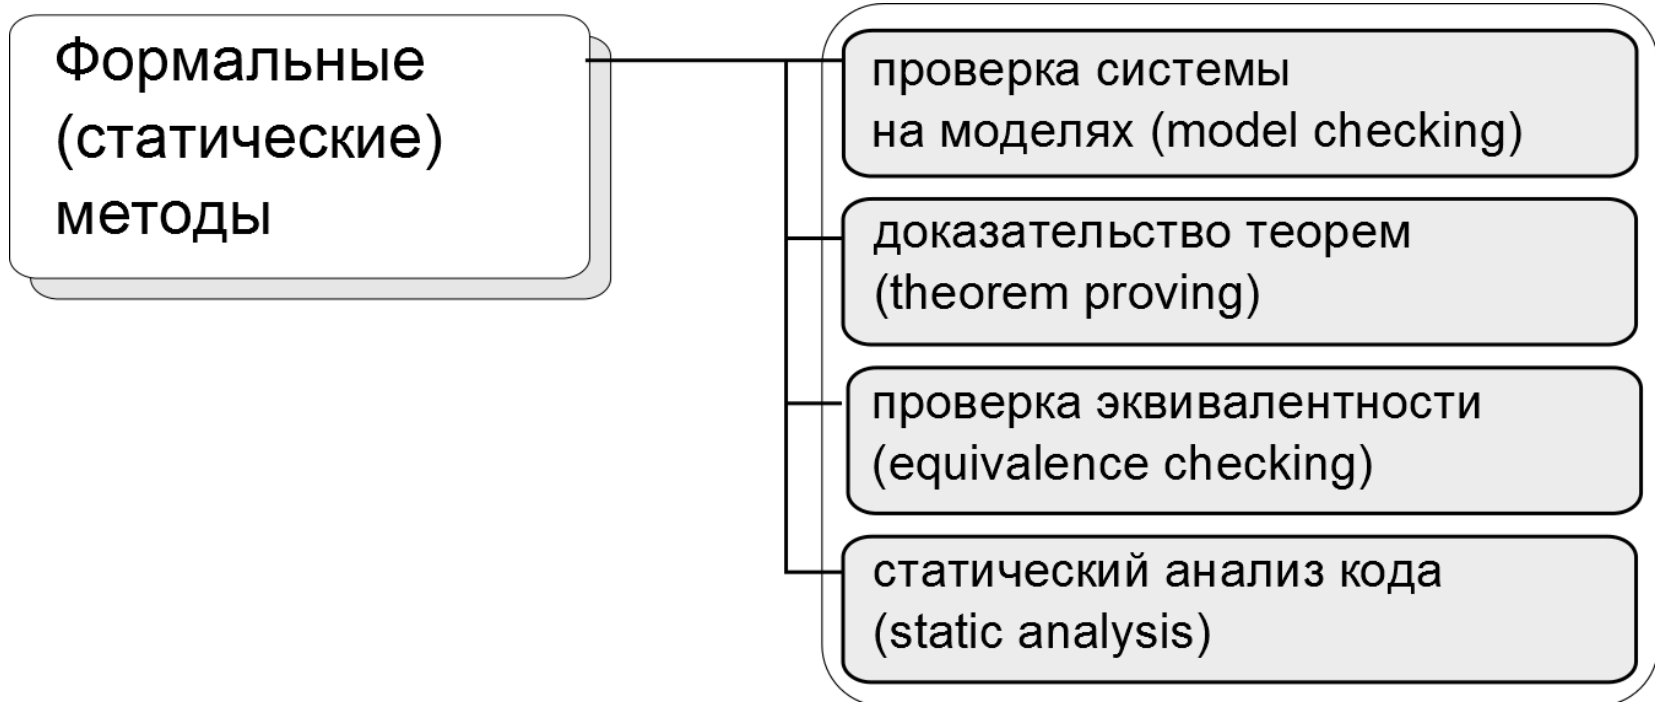 Формальные
(статические)
методы
проверка системы
на моделях (model checking)
доказательство теорем
(theorem proving)
проверка эквивалентности
(equivalence checking)
статический анализ кода
(static analysis)